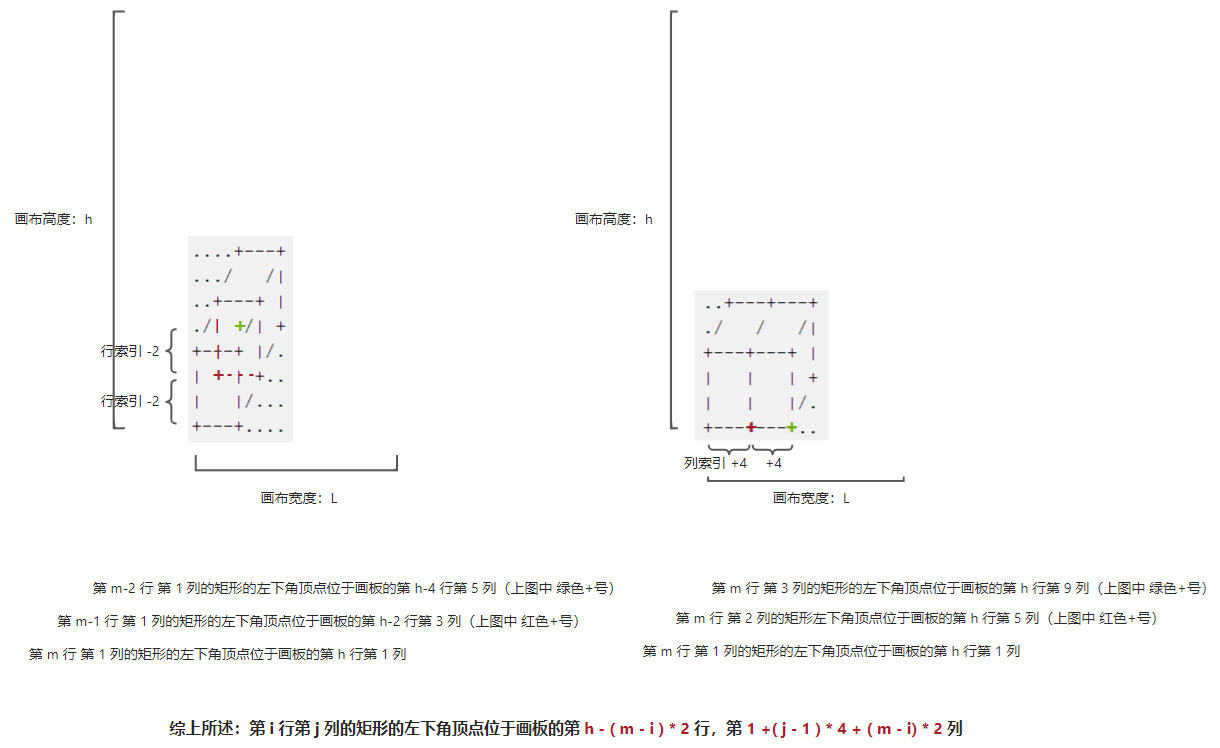 画布高度：h
....+---+
.../   /|
..+---+ |
./|  +/| +
行索引 -2
+-+-+ |/.
|  +-|--+..
行索引 -2
|   |/...
+---+....
画布宽度：L
画布高度：h
..+---+---+
./   /   /|
+---+---+ |
|   |   | +
|   |   |/.
+---+---+..
列索引 +4 +4
画布宽度：L
第 m-2 行 第 1 列的矩形的左下角顶点位于画板的第 h-4 行第 5 列（上图中 绿色+号）
第 m-1 行 第 1 列的矩形的左下角顶点位于画板的第 h-2 行第 3 列（上图中 红色+号）
第 m 行 第 1 列的矩形的左下角顶点位于画板的第 h 行第 1 列
第 m 行 第 3 列的矩形的左下角顶点位于画板的第 h 行第 9 列（上图中 绿色+号）
第 m 行 第 2 列的矩形左下角顶点位于画板的第 h 行第 5 列（上图中 红色+号）
第 m 行 第 1 列的矩形的左下角顶点位于画板的第 h 行第 1 列
综上所述：第 i 行第 j 列的矩形的左下角顶点位于画板的第 h - ( m - i ) * 2 行，第 1 +( j - 1 ) * 4 + ( m - i) * 2 列